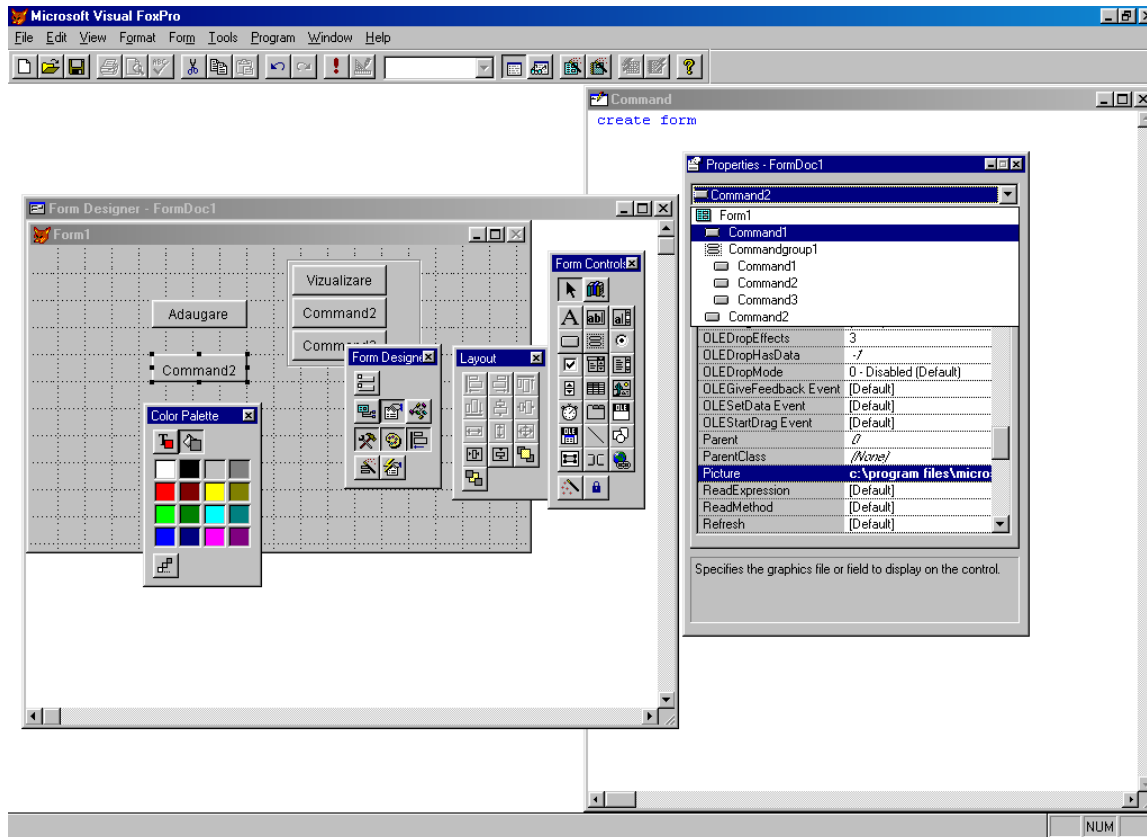 Microsoft Visual FoxPro
File Edit View Format Form Tools Program Window Help
Command
create form
Properties - FormDoc1
Command2
Form1
Command1
Commandgroup1
Command1
Command2
Command3
Command2
OLEDropEffects 3
OLEDropHasData -1
OLEDropMode 0 - Disabled (Default)
OLEGiveFeedback Event [Default]
OLESetData Event [Default]
OLEStartDrag Event [Default]
Parent 0
ParentClass (None)
Picture c:\program files\micro
ReadExpression [Default]
ReadMethod [Default]
Refresh [Default]
Specifies the graphics file or field to display on the control.
Form Designer - FormDoc1
Form1
Vizualizare
Adaugare
Command2
Command2
Form Controls
Form Designe
Layout
Color Palette
NUM